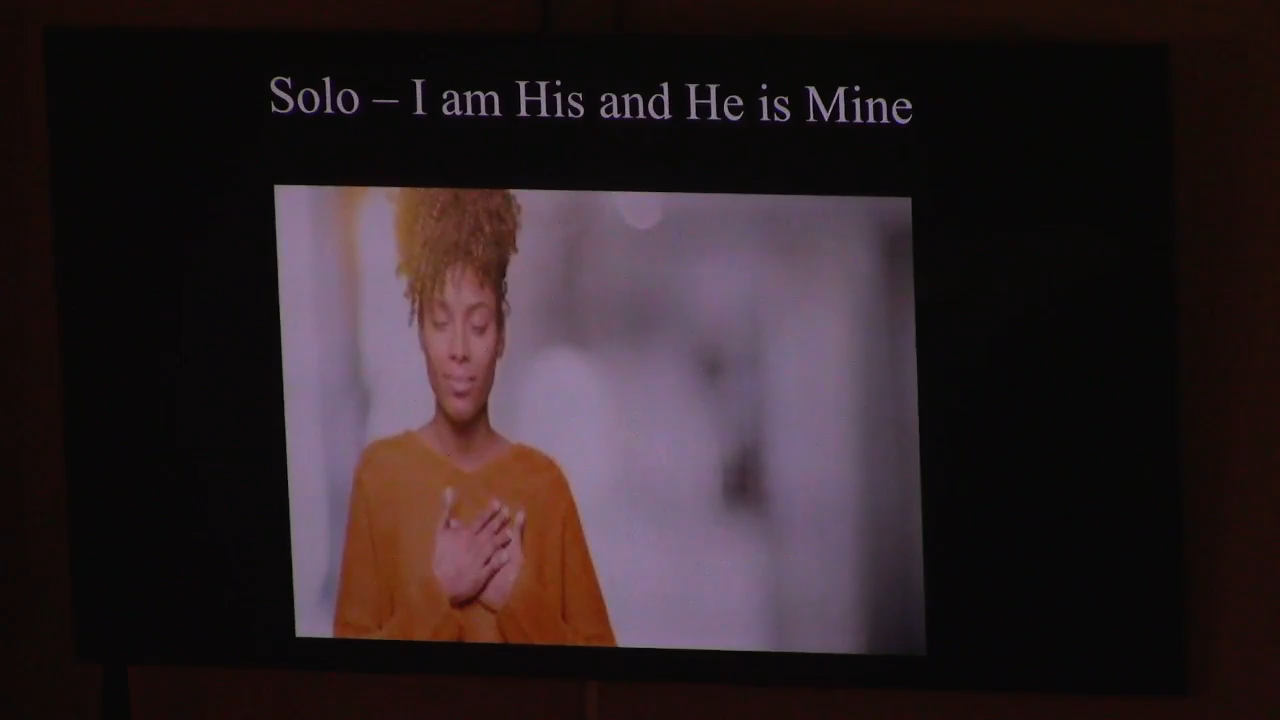 Solo – I am His and He is Mine